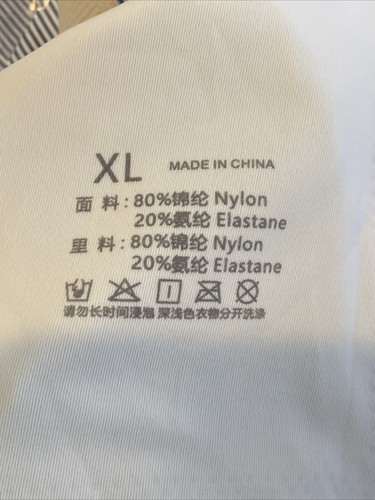 XL MADE IN CHINA
面 料：80%锦纶 Nylon
20%氨纶 Elastane
里 料：80%锦纶 Nylon
20%氨纶 Elastane
请勿长时间浸泡 深浅色衣物分开洗涤